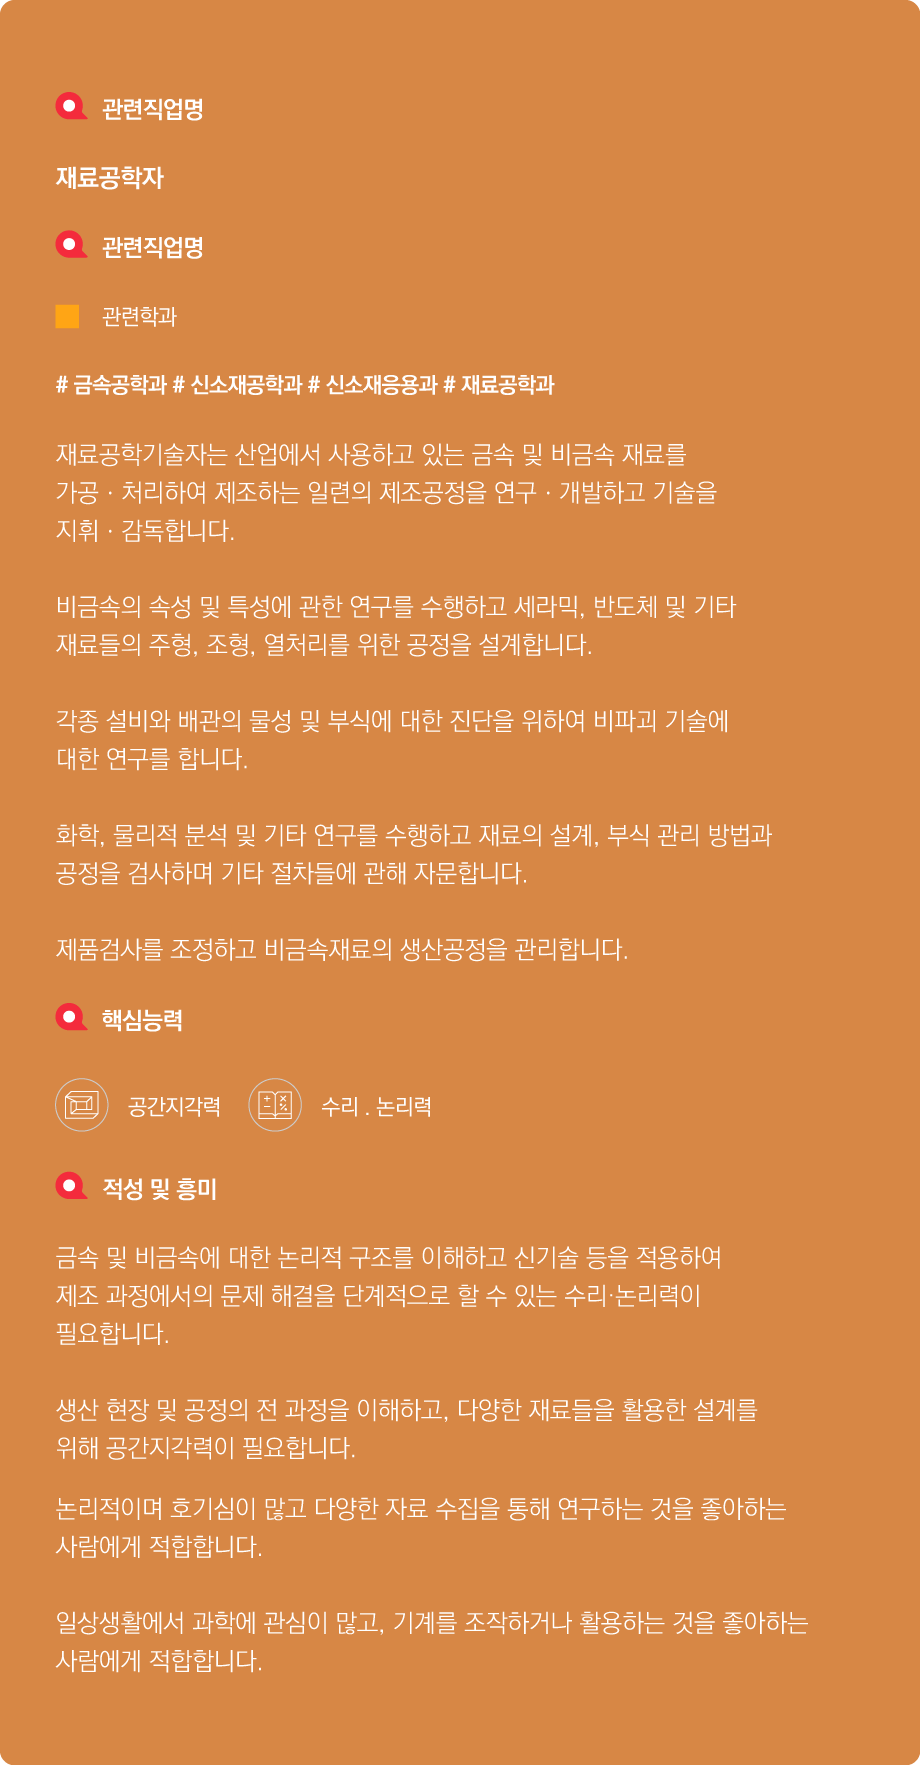 관련직업명
재료공학자
관련직업명
관련학과
# 금속공학과 # 신소재공학과 # 신소재응용과 # 재료공학과
재료공학기술자는 산업에서 사용하고 있는 금속 및 비금속 재료를
가공 · 처리하여 제조하는 일련의 제조공정을 연구 · 개발하고 기술을
지휘 · 감독합니다.
비금속의 속성 및 특성에 관한 연구를 수행하고 세라믹, 반도체 및 기타
재료들의 주형, 조형, 열처리를 위한 공정을 설계합니다.
각종 설비와 배관의 물성 및 부식에 대한 진단을 위하여 비파괴 기술에
대한 연구를 합니다.
화학, 물리적 분석 및 기타 연구를 수행하고 재료의 설계, 부식 관리 방법과
공정을 검사하며 기타 절차들에 관해 자문합니다.
제품검사를 조정하고 비금속재료의 생산공정을 관리합니다.
핵심능력
공간지각력 수리 . 논리력
적성 및 흥미
금속 및 비금속에 대한 논리적 구조를 이해하고 신기술 등을 적용하여
제조 과정에서의 문제 해결을 단계적으로 할 수 있는 수리·논리력이
필요합니다.
생산 현장 및 공정의 전 과정을 이해하고, 다양한 재료들을 활용한 설계를
위해 공간지각력이 필요합니다.
논리적이며 호기심이 많고 다양한 자료 수집을 통해 연구하는 것을 좋아하는
사람에게 적합합니다.
일상생활에서 과학에 관심이 많고, 기계를 조작하거나 활용하는 것을 좋아하는
사람에게 적합합니다.